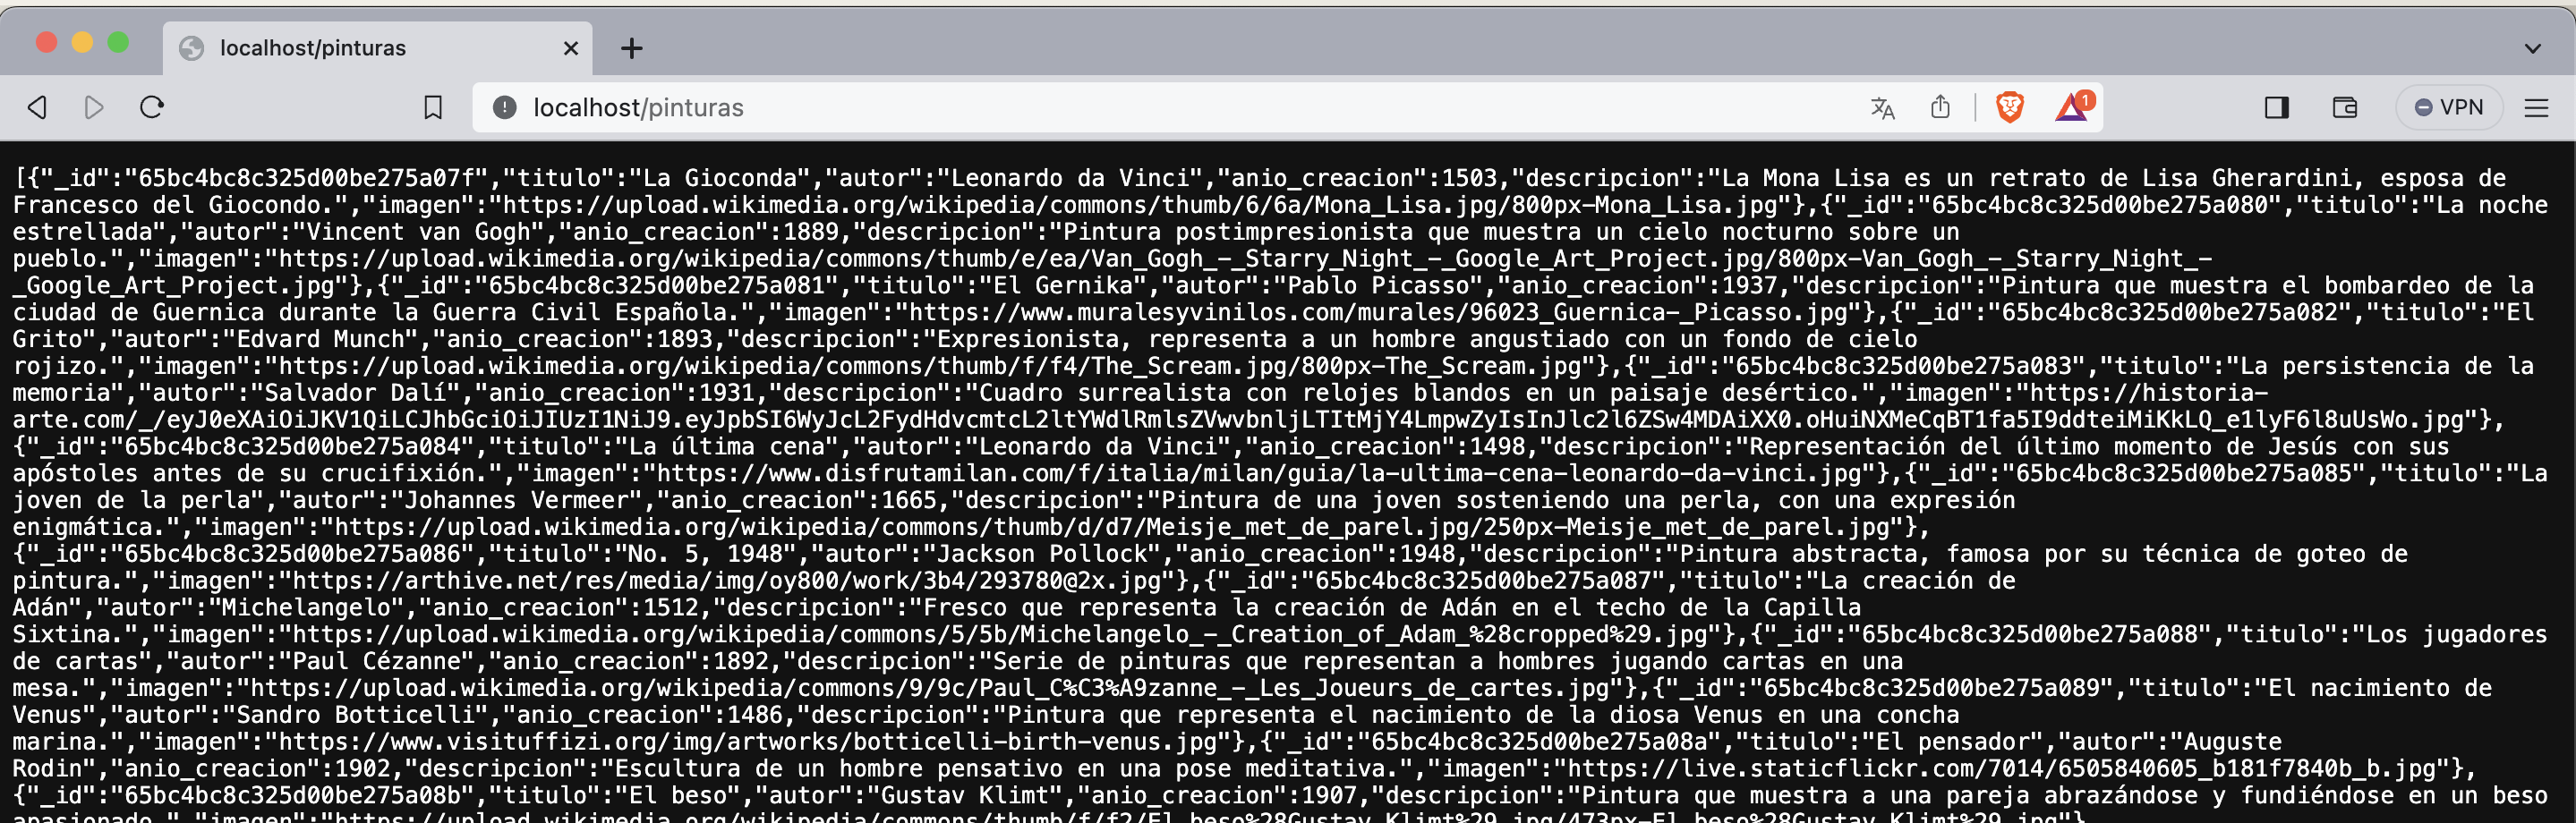 localhost/pinturas
localhost/pinturas
1
VPN
[{"_id":"65bc4bc8c325d00be275a07f","titulo":"La Gioconda","autor":"Leonardo da Vinci","anio_creacion":1503,"descripcion":"La Mona Lisa es un retrato de Lisa Gherardini, esposa de
Francesco del Giocondo.","imagen":"https://upload.wikimedia.org/wikipedia/commons/thumb/6/6a/Mona_Lisa.jpg/800px-Mona_Lisa.jpg"},{"_id":"65bc4bc8c325d00be275a080","titulo":"La noche
estrellada","autor":"Vincent van Gogh","anio_creacion":1889,"descripcion":"Pintura postimpresionista que muestra un cielo nocturno sobre un
pueblo.","imagen":"https://upload.wikimedia.org/wikipedia/commons/thumb/e/ea/Van_Gogh_-_Starry_Night_-_Google_Art_Project.jpg/800px-Van_Gogh_-_Starry_Night_-
_Google_Art_Project.jpg"},{"_id":"65bc4bc8c325d00be275a081","titulo":"El Gernika","autor":"Pablo Picasso","anio_creacion":1937,"descripcion":"Pintura que muestra el bombardeo de la
ciudad de Guernica durante la Guerra Civil Española.","imagen":"https://www.muralesyvinilos.com/murales/96023_Guernica-_Picasso.jpg"},{"_id":"65bc4bc8c325d00be275a082","titulo":"El
Grito","autor":"Edvard Munch","anio_creacion":1893,"descripcion":"Expresionista, representa a un hombre angustiado con un fondo de cielo
rojizo.","imagen":"https://upload.wikimedia.org/wikipedia/commons/thumb/f/f4/The_Scream.jpg/800px-The_Scream.jpg"},{"_id":"65bc4bc8c325d00be275a083","titulo":"La persistencia de la
memoria","autor":"Salvador Dalí","anio_creacion":1931,"descripcion":"Cuadro surrealista con relojes blandos en un paisaje desértico.","imagen":"https://historia-
arte.com/_/eyJ0eXAiOiJKV1QiLCJhbGciOiJIUzI1NiJ9.eyJpbSI6WyJcL2FydHdvcmtcL2ltYWdlRmlsZVwvbnljLTItMjY4LmpwZyIsInJlc2l6ZSw4MDAiXX0.oHuiNXMeCqBT1fa5I9ddteiMiKkLQ_e1lyF6l8uUsWo.jpg"},
{"_id":"65bc4bc8c325d00be275a084","titulo":"La última cena","autor":"Leonardo da Vinci","anio_creacion":1498,"descripcion":"Representación del último momento de Jesús con sus
apóstoles antes de su crucifixión.","imagen":"https://www.disfrutamilan.com/f/italia/milan/guia/la-ultima-cena-leonardo-da-vinci.jpg"},{"_id":"65bc4bc8c325d00be275a085","titulo":"La
joven de la perla","autor":"Johannes Vermeer","anio_creacion":1665,"descripcion":"Pintura de una joven sosteniendo una perla, con una expresión
enigmática.","imagen":"https://upload.wikimedia.org/wikipedia/commons/thumb/d/d7/Meisje_met_de_parel.jpg/250px-Meisje_met_de_parel.jpg"},
{"_id":"65bc4bc8c325d00be275a086","titulo":"No. 5, 1948","autor":"Jackson Pollock","anio_creacion":1948,"descripcion":"Pintura abstracta, famosa por su técnica de goteo de
pintura.","imagen":"https://arthive.net/res/media/img/oy800/work/3b4/293780@2x.jpg"},{"_id":"65bc4bc8c325d00be275a087","titulo":"La creación de
Adán","autor":"Michelangelo","anio_creacion":1512,"descripcion":"Fresco que representa la creación de Adán en el techo de la Capilla
Sixtina.","imagen":"https://upload.wikimedia.org/wikipedia/commons/5/5b/Michelangelo_-_Creation_of_Adam_%28cropped%29.jpg"},{"_id":"65bc4bc8c325d00be275a088","titulo":"Los jugadores
de cartas","autor":"Paul Cézanne","anio_creacion":1892,"descripcion":"Serie de pinturas que representan a hombres jugando cartas en una
mesa.","imagen":"https://upload.wikimedia.org/wikipedia/commons/9/9c/Paul_C%C3%A9zanne_-_Les_Joueurs_de_cartes.jpg"},{"_id":"65bc4bc8c325d00be275a089","titulo":"El nacimiento de
Venus","autor":"Sandro Botticelli","anio_creacion":1486,"descripcion":"Pintura que representa el nacimiento de la diosa Venus en una concha
marina.","imagen":"https://www.visituffizi.org/img/artworks/botticelli-birth-venus.jpg"},{"_id":"65bc4bc8c325d00be275a08a","titulo":"El pensador","autor":"Auguste
Rodin","anio_creacion":1902,"descripcion":"Escultura de un hombre pensativo en una pose meditativa.","imagen":"https://live.staticflickr.com/7014/6505840605_b181f7840b_b.jpg"},
{"_id":"65bc4bc8c325d00be275a08b","titulo":"El beso","autor":"Gustav Klimt","anio_creacion":1907,"descripcion":"Pintura que muestra a una pareja abrazándose y fundiéndose en un beso
apasionado.","imagen":"https://upload.wikimedia.org/wikipedia/commons/thumb/f/f2/El_beso%28Gustav_Klimt%29.jpg/473px-El_beso%28Gustav_Klimt%29.jpg"},